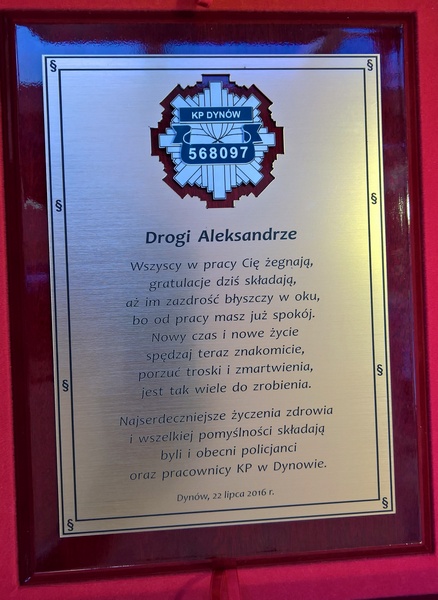 § §
KP DYNÓW
568097
§ §
Drogi Aleksandrze
Wszyscy w pracy Cię żegnają,
gratulacje dziś składają,
aż im zazdrość błyszczy w oku,
bo od pracy masz już spokój.
Nowy czas i nowe życie
spędzaj teraz znakomicie,
porzuć troski i zmartwienia,
jest tak wiele do zrobienia.
§ §
Najserdeczniejsze życzenia zdrowia
i wszelkiej pomyślności składają
byli i obecni policjanci
oraz pracownicy KP w Dynowie.
Dynów, 22 lipca 2016 r.
§ §